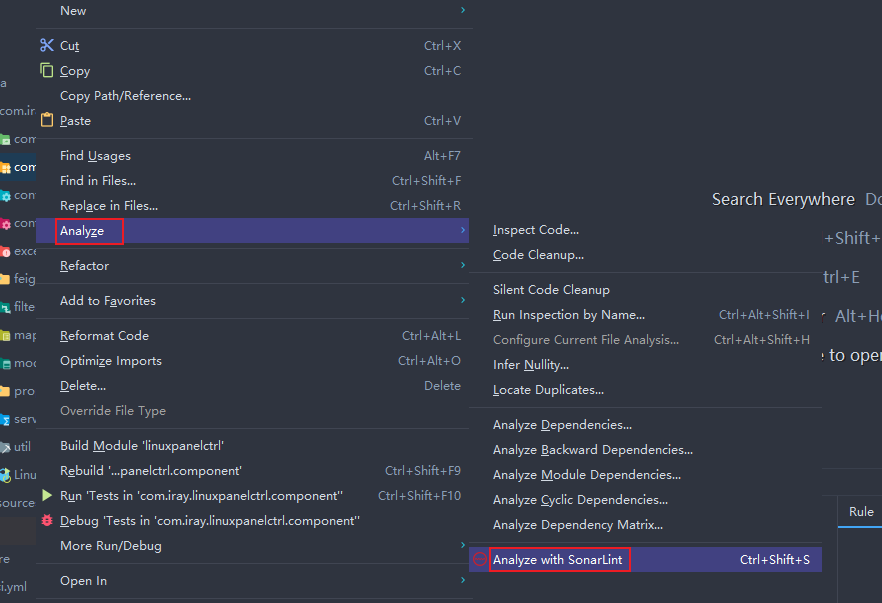 New
Cut Ctrl+X
Copy Ctrl+C
Copy Path/Reference...
Paste Ctrl+V
Find Usages Alt+F7
Find in Files... Ctrl+Shift+F
Replace in Files... Ctrl+Shift+R
Analyze
Refactor
Add to Favorites
Reformat Code Ctrl+Alt+L
Optimize Imports Ctrl+Alt+O
Delete... Delete
Override File Type
Build Module 'linuxpanelctrl'
Rebuild '...panelctrl.component' Ctrl+Shift+F9
Run 'Tests in 'com.iray.linuxpanelctrl.component'' Ctrl+Shift+F10
Debug 'Tests in 'com.iray.linuxpanelctrl.component''
More Run/Debug
Open In
Inspect Code...
Code Cleanup...
Silent Code Cleanup
Run Inspection by Name... Ctrl+Alt+Shift+I
Configure Current File Analysis... Ctrl+Alt+Shift+H
Infer Nullity...
Locate Duplicates...
Analyze Dependencies...
Analyze Backward Dependencies...
Analyze Module Dependencies...
Analyze Cyclic Dependencies...
Analyze Dependency Matrix...
Analyze with SonarLint Ctrl+Shift+S
Search Everywhere Do
+Shift+
trl+E
Alt+Ho
e to open
Rule
a
com.ir
com
com
com
com
exce
feig
filte
map
mod
pro
serv
util
Linu
source
re
ci.yml